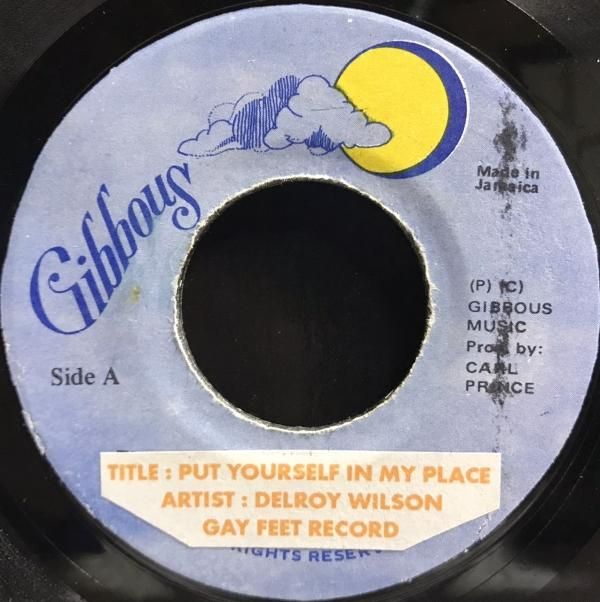 Gibbous
Made in
Jamaica
(P) (C)
GIBBOUS
MUSIC
Prod by:
CARL
PRINCE
Side A
TITLE : PUT YOURSELF IN MY PLACE
ARTIST : DELROY WILSON
GAY FEET RECORD
RIGHTS